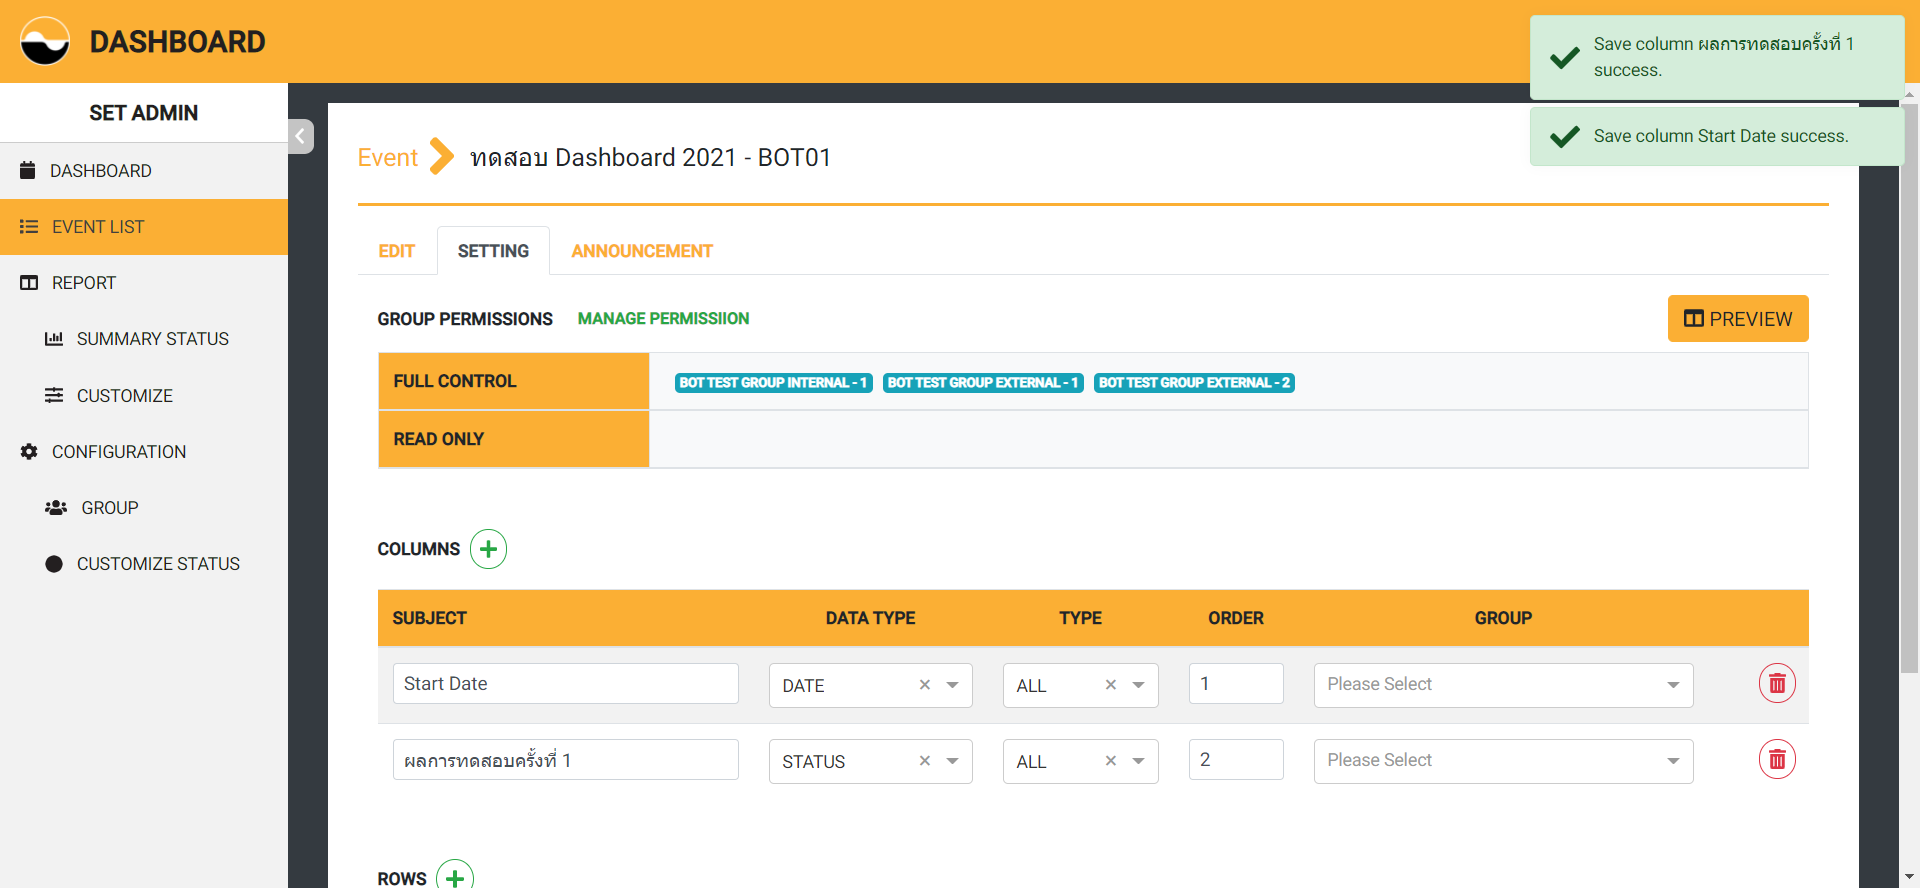 DASHBOARD
Save column ผลการทดสอบครั้งที่ 1
success.
Save column Start Date success.
SET ADMIN
DASHBOARD
EVENT LIST
REPORT
SUMMARY STATUS
CUSTOMIZE
CONFIGURATION
GROUP
CUSTOMIZE STATUS
Event ทดสอบ Dashboard 2021 - BOT01
EDIT SETTING ANNOUNCEMENT
GROUP PERMISSIONS MANAGE PERMISSIION PREVIEW
FULL CONTROL BOT TEST GROUP INTERNAL - 1 BOT TEST GROUP EXTERNAL - 1 BOT TEST GROUP EXTERNAL - 2
READ ONLY
COLUMNS
SUBJECT DATA TYPE TYPE ORDER GROUP
Start Date DATE × ALL × 1 Please Select
ผลการทดสอบครั้งที่ 1 STATUS × ALL × 2 Please Select
ROWS